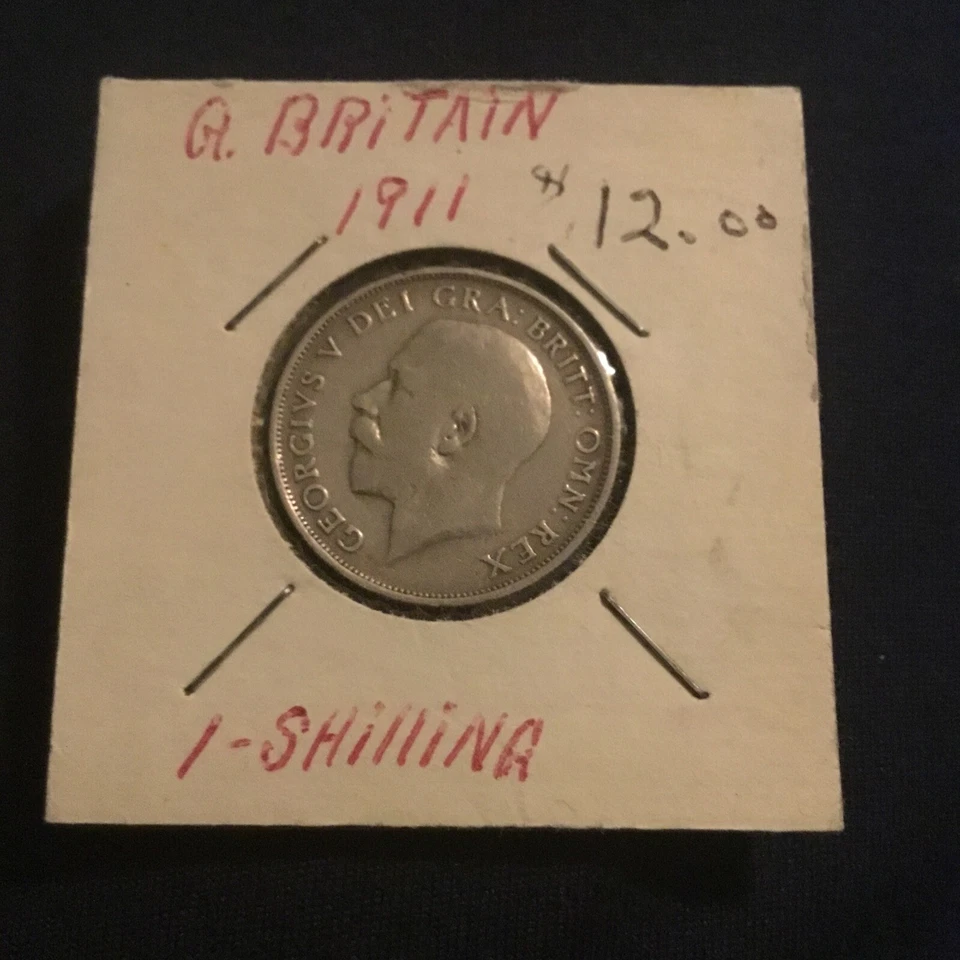 G. BRiTAiN
1911
$12.00
GEORGIVS V DEI GRA: BRITT: OMN: REX
1-SHilliNG